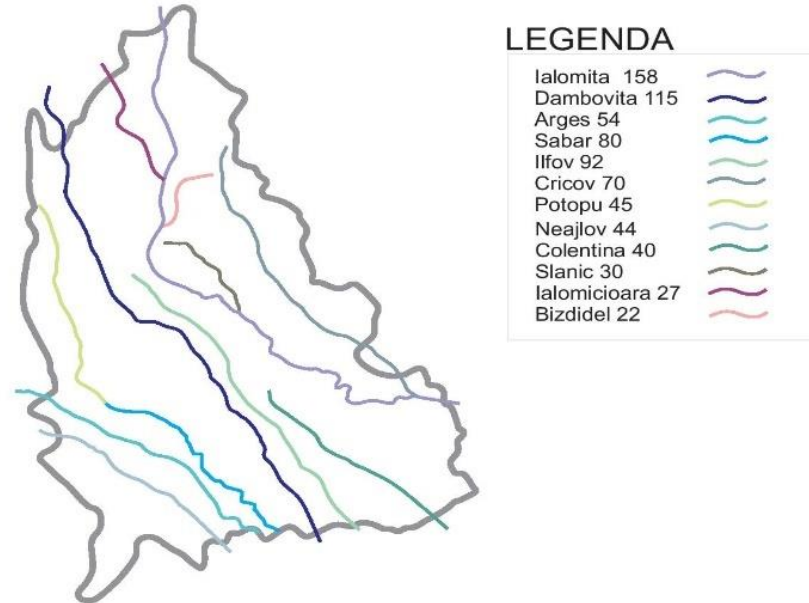 LEGENDA
Ialomita 158
Dambovita 115
Arges 54
Sabar 80
Ilfov 92
Cricov 70
Potopu 45
Neajlov 44
Colentina 40
Slanic 30
Ialomicioara 27
Bizdidel 22